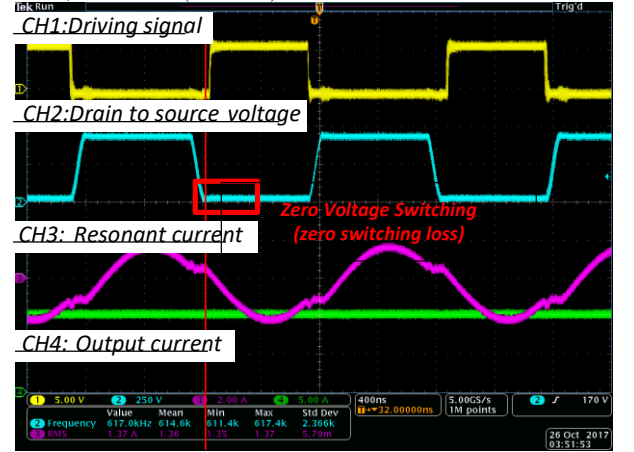 Tek Run Trig'd
CH1:Driving signal
CH2:Drain to source voltage
Zero Voltage Switching
(zero switching loss)
CH3: Resonant current
CH4: Output current
1 5.00 V 2 250 V 3 2.00 A 4 5.00 A 400ns 5.00GS/s 2 170 V
32.00000ns 1M points
Value Mean Min Max Std Dev
2 Frequency 617.0kHz 614.6k 611.4k 617.4k 2.366k
3 RMS 1.37 A 1.36 1.35 1.37 5.79m
26 Oct 2017
03:51:53